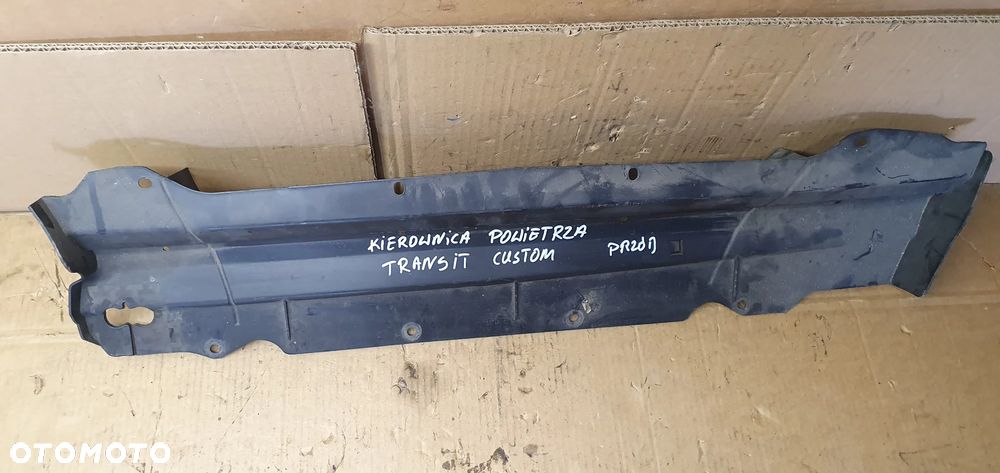 KIEROWNICA POWIETRZA
TRANSIT CUSTOM PRZÓD
OTOMOTO